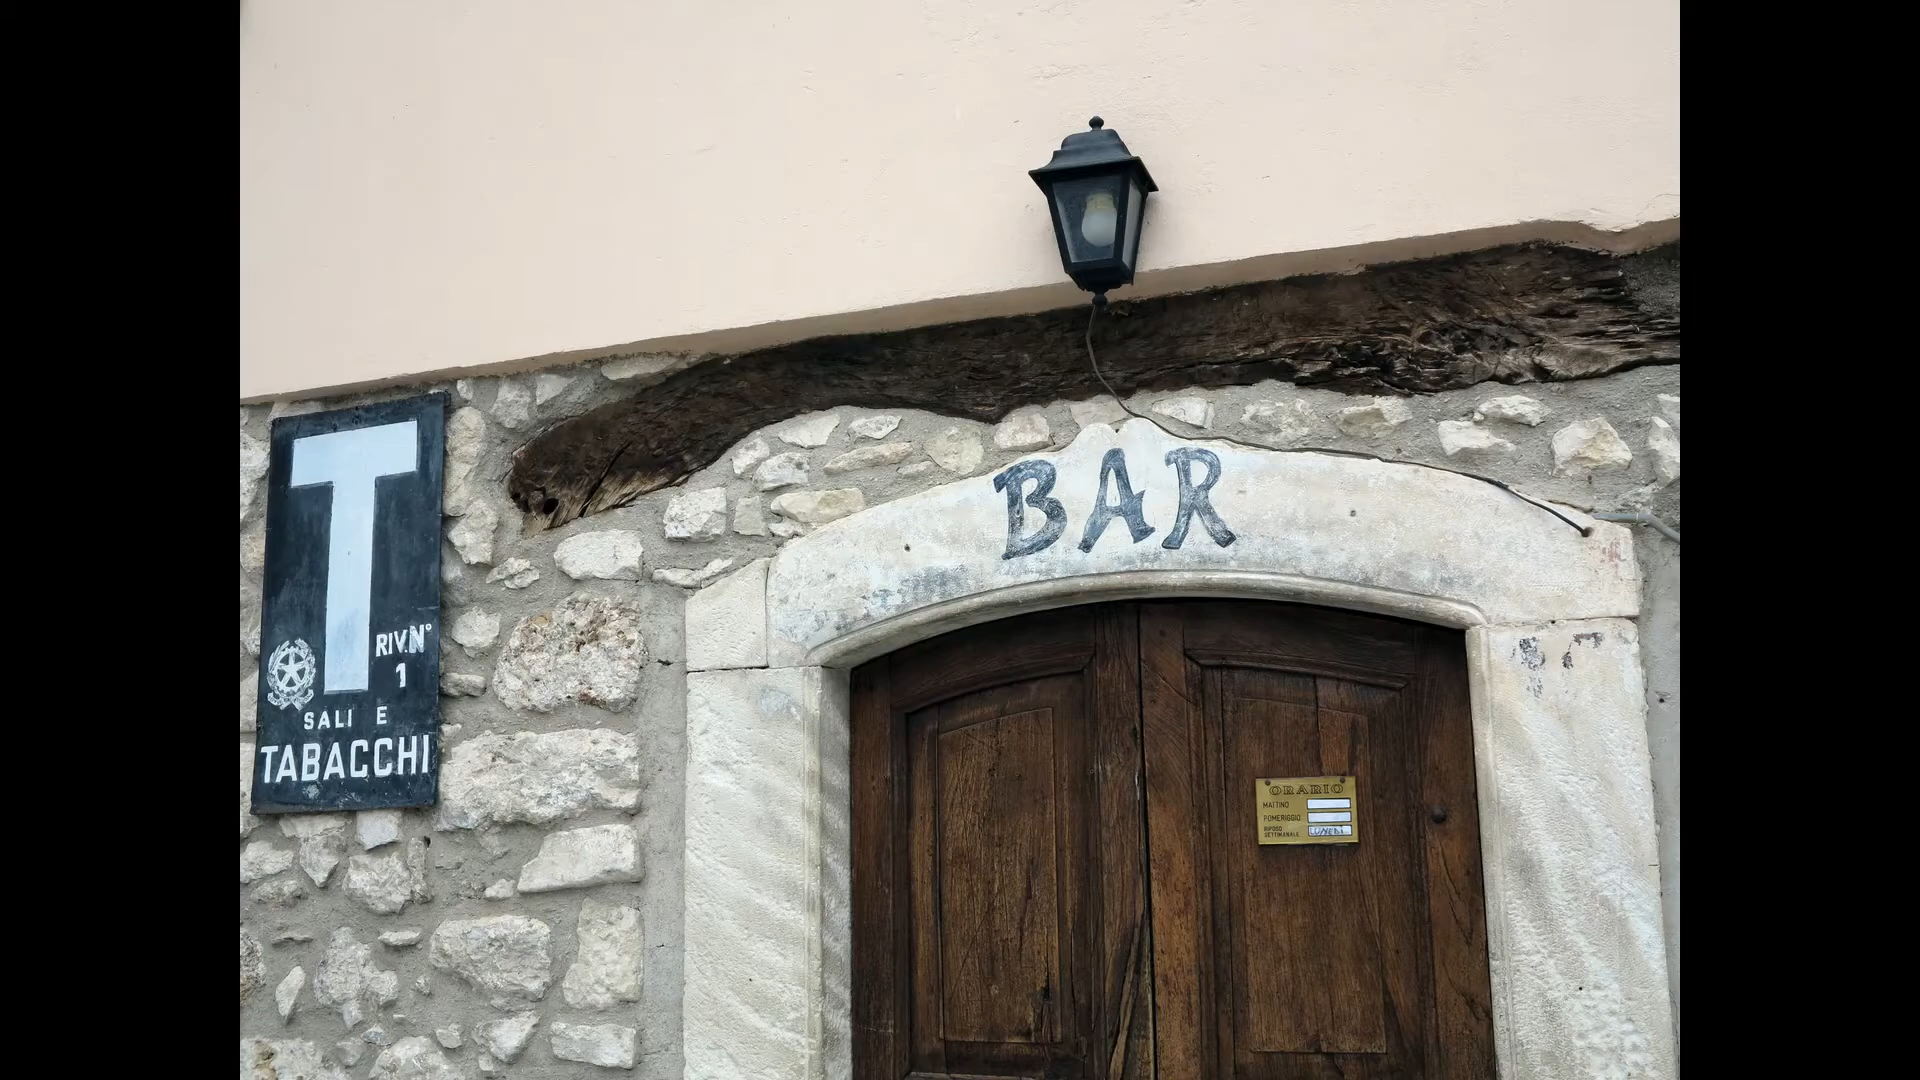 T
RIV.N°
1
SALI E
TABACCHI
BAR
ORARIO
MATTINO
POMERIGGIO
RIPOSO
SETTIMANALE
LUNEDI